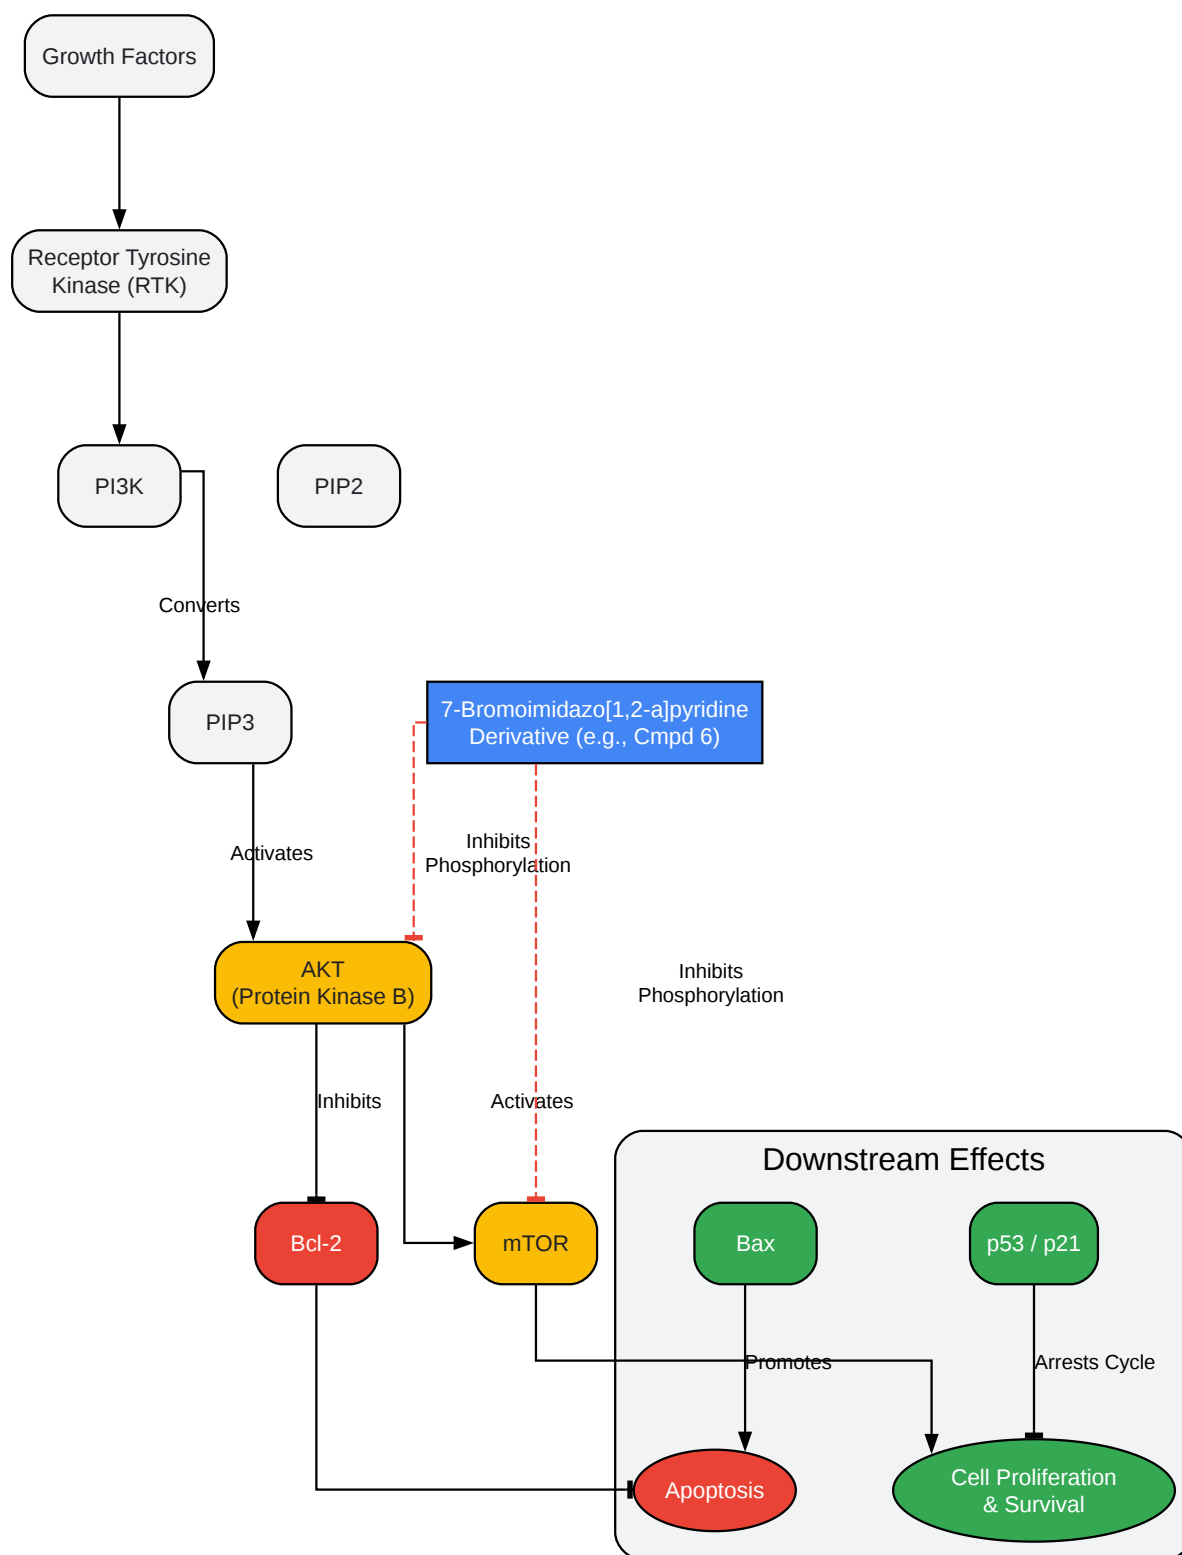 Growth Factors
Receptor Tyrosine
Kinase (RTK)
PI3K
PIP2
Converts
PIP3
7-Bromoimidazo[1,2-a]pyridine
Derivative (e.g., Cmpd 6)
Activates
Inhibits
Phosphorylation
AKT
(Protein Kinase B)
Inhibits
Phosphorylation
Inhibits
Activates
Downstream Effects
Bcl-2
mTOR
Bax
p53 / p21
Promotes
Arrests Cycle
Apoptosis
Cell Proliferation
& Survival